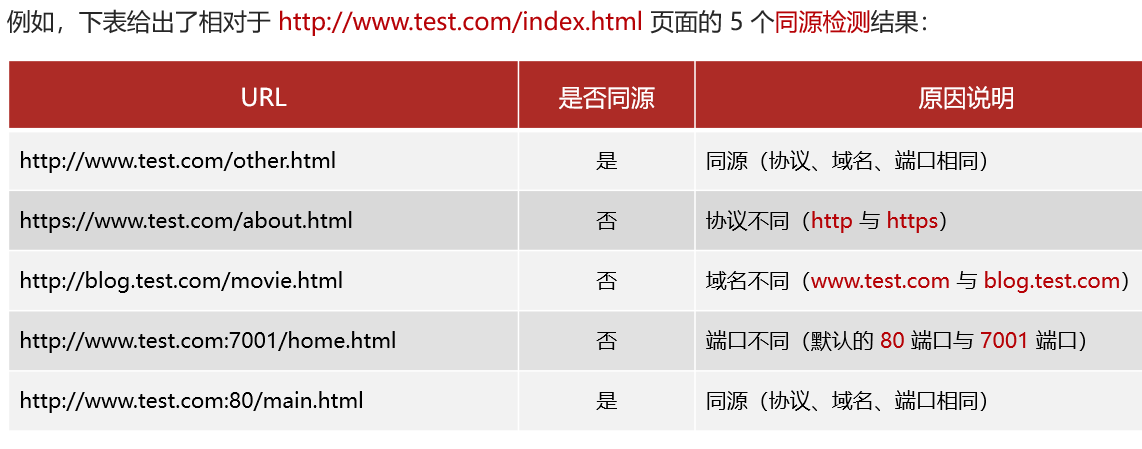 例如，下表给出了相对于 http://www.test.com/index.html 页面的 5 个同源检测结果：
URL 是否同源 原因说明
http://www.test.com/other.html 是 同源（协议、域名、端口相同）
https://www.test.com/about.html 否 协议不同（http 与 https）
http://blog.test.com/movie.html 否 域名不同（www.test.com 与 blog.test.com）
http://www.test.com:7001/home.html 否 端口不同（默认的 80 端口与 7001 端口）
http://www.test.com:80/main.html 是 同源（协议、域名、端口相同）